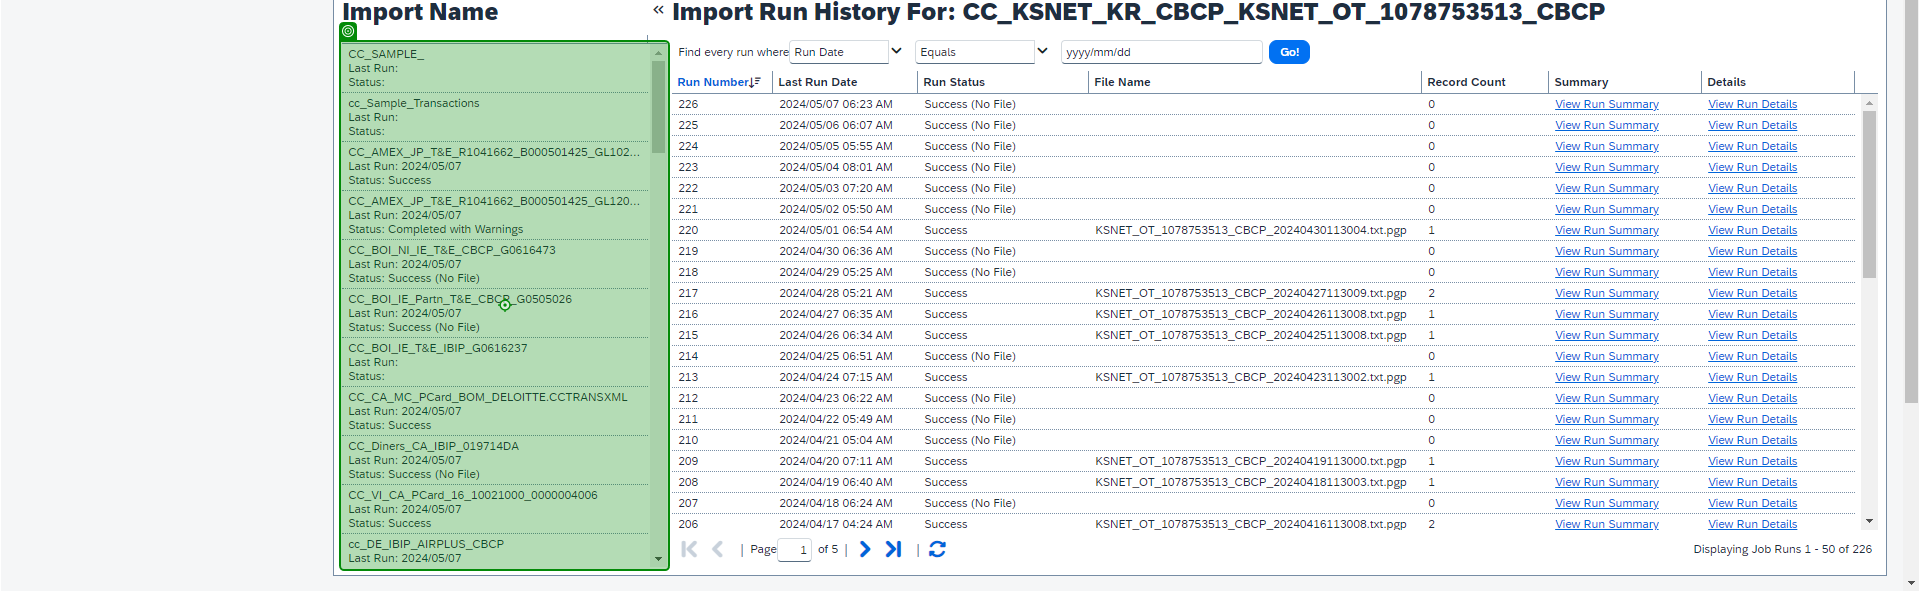 Import Name
«
Import Run History For: CC_KSNET_KR_CBCP_KSNET_OT_1078753513_CBCP
CC_SAMPLE_
Last Run:
Status:
cc_Sample_Transactions
Last Run:
Status:
CC_AMEX_JP_T&E_R1041662_B000501425_GL102...
Last Run: 2024/05/07
Status: Success
CC_AMEX_JP_T&E_R1041662_B000501425_GL120...
Last Run: 2024/05/07
Status: Completed with Warnings
CC_BOI_NI_IE_T&E_CBCP_G0616473
Last Run: 2024/05/07
Status: Success (No File)
CC_BOI_IE_Partn_T&E_CBCP_G0505026
Last Run: 2024/05/07
Status: Success (No File)
CC_BOI_IE_T&E_IBIP_G0616237
Last Run:
Status:
CC_CA_MC_PCard_BOM_DELOITTE.CCTRANSXML
Last Run: 2024/05/07
Status: Success
CC_Diners_CA_IBIP_019714DA
Last Run: 2024/05/07
Status: Success (No File)
CC_VI_CA_PCard_16_10021000_0000004006
Last Run: 2024/05/07
Status: Success
cc_DE_IBIP_AIRPLUS_CBCP
Last Run: 2024/05/07
Find every run where Run Date Equals yyyy/mm/dd Go!
Run Number Last Run Date Run Status File Name Record Count Summary Details
226 2024/05/07 06:23 AM Success (No File) 0 View Run Summary View Run Details
225 2024/05/06 06:07 AM Success (No File) 0 View Run Summary View Run Details
224 2024/05/05 05:55 AM Success (No File) 0 View Run Summary View Run Details
223 2024/05/04 08:01 AM Success (No File) 0 View Run Summary View Run Details
222 2024/05/03 07:20 AM Success (No File) 0 View Run Summary View Run Details
221 2024/05/02 05:50 AM Success (No File) 0 View Run Summary View Run Details
220 2024/05/01 06:54 AM Success KSNET_OT_1078753513_CBCP_20240430113004.txt.pgp 1 View Run Summary View Run Details
219 2024/04/30 06:36 AM Success (No File) 0 View Run Summary View Run Details
218 2024/04/29 05:25 AM Success (No File) 0 View Run Summary View Run Details
217 2024/04/28 05:21 AM Success KSNET_OT_1078753513_CBCP_20240427113009.txt.pgp 2 View Run Summary View Run Details
216 2024/04/27 06:35 AM Success KSNET_OT_1078753513_CBCP_20240426113008.txt.pgp 1 View Run Summary View Run Details
215 2024/04/26 06:34 AM Success KSNET_OT_1078753513_CBCP_20240425113008.txt.pgp 1 View Run Summary View Run Details
214 2024/04/25 06:51 AM Success (No File) 0 View Run Summary View Run Details
213 2024/04/24 07:15 AM Success KSNET_OT_1078753513_CBCP_20240423113002.txt.pgp 1 View Run Summary View Run Details
212 2024/04/23 06:22 AM Success (No File) 0 View Run Summary View Run Details
211 2024/04/22 05:49 AM Success (No File) 0 View Run Summary View Run Details
210 2024/04/21 05:04 AM Success (No File) 0 View Run Summary View Run Details
209 2024/04/20 07:11 AM Success KSNET_OT_1078753513_CBCP_20240419113000.txt.pgp 1 View Run Summary View Run Details
208 2024/04/19 06:40 AM Success KSNET_OT_1078753513_CBCP_20240418113003.txt.pgp 1 View Run Summary View Run Details
207 2024/04/18 06:24 AM Success (No File) 0 View Run Summary View Run Details
206 2024/04/17 04:24 AM Success KSNET_OT_1078753513_CBCP_20240416113008.txt.pgp 2 View Run Summary View Run Details
| Page 1 of 5 | | Displaying Job Runs 1 - 50 of 226